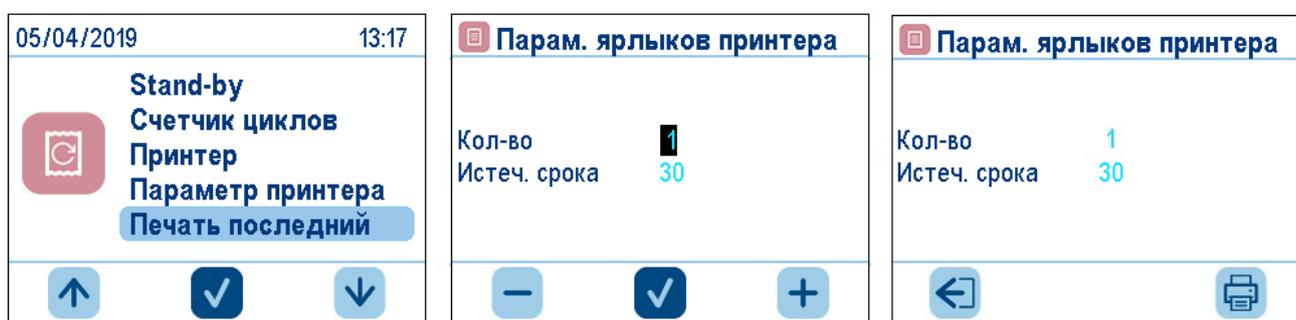 05/04/2019 13:17
Stand-by
Счетчик циклов
Принтер
Параметр принтера
Печать последний
Парам. ярлыков принтера
Кол-во 1
Истеч. срока 30
Парам. ярлыков принтера
Кол-во 1
Истеч. срока 30